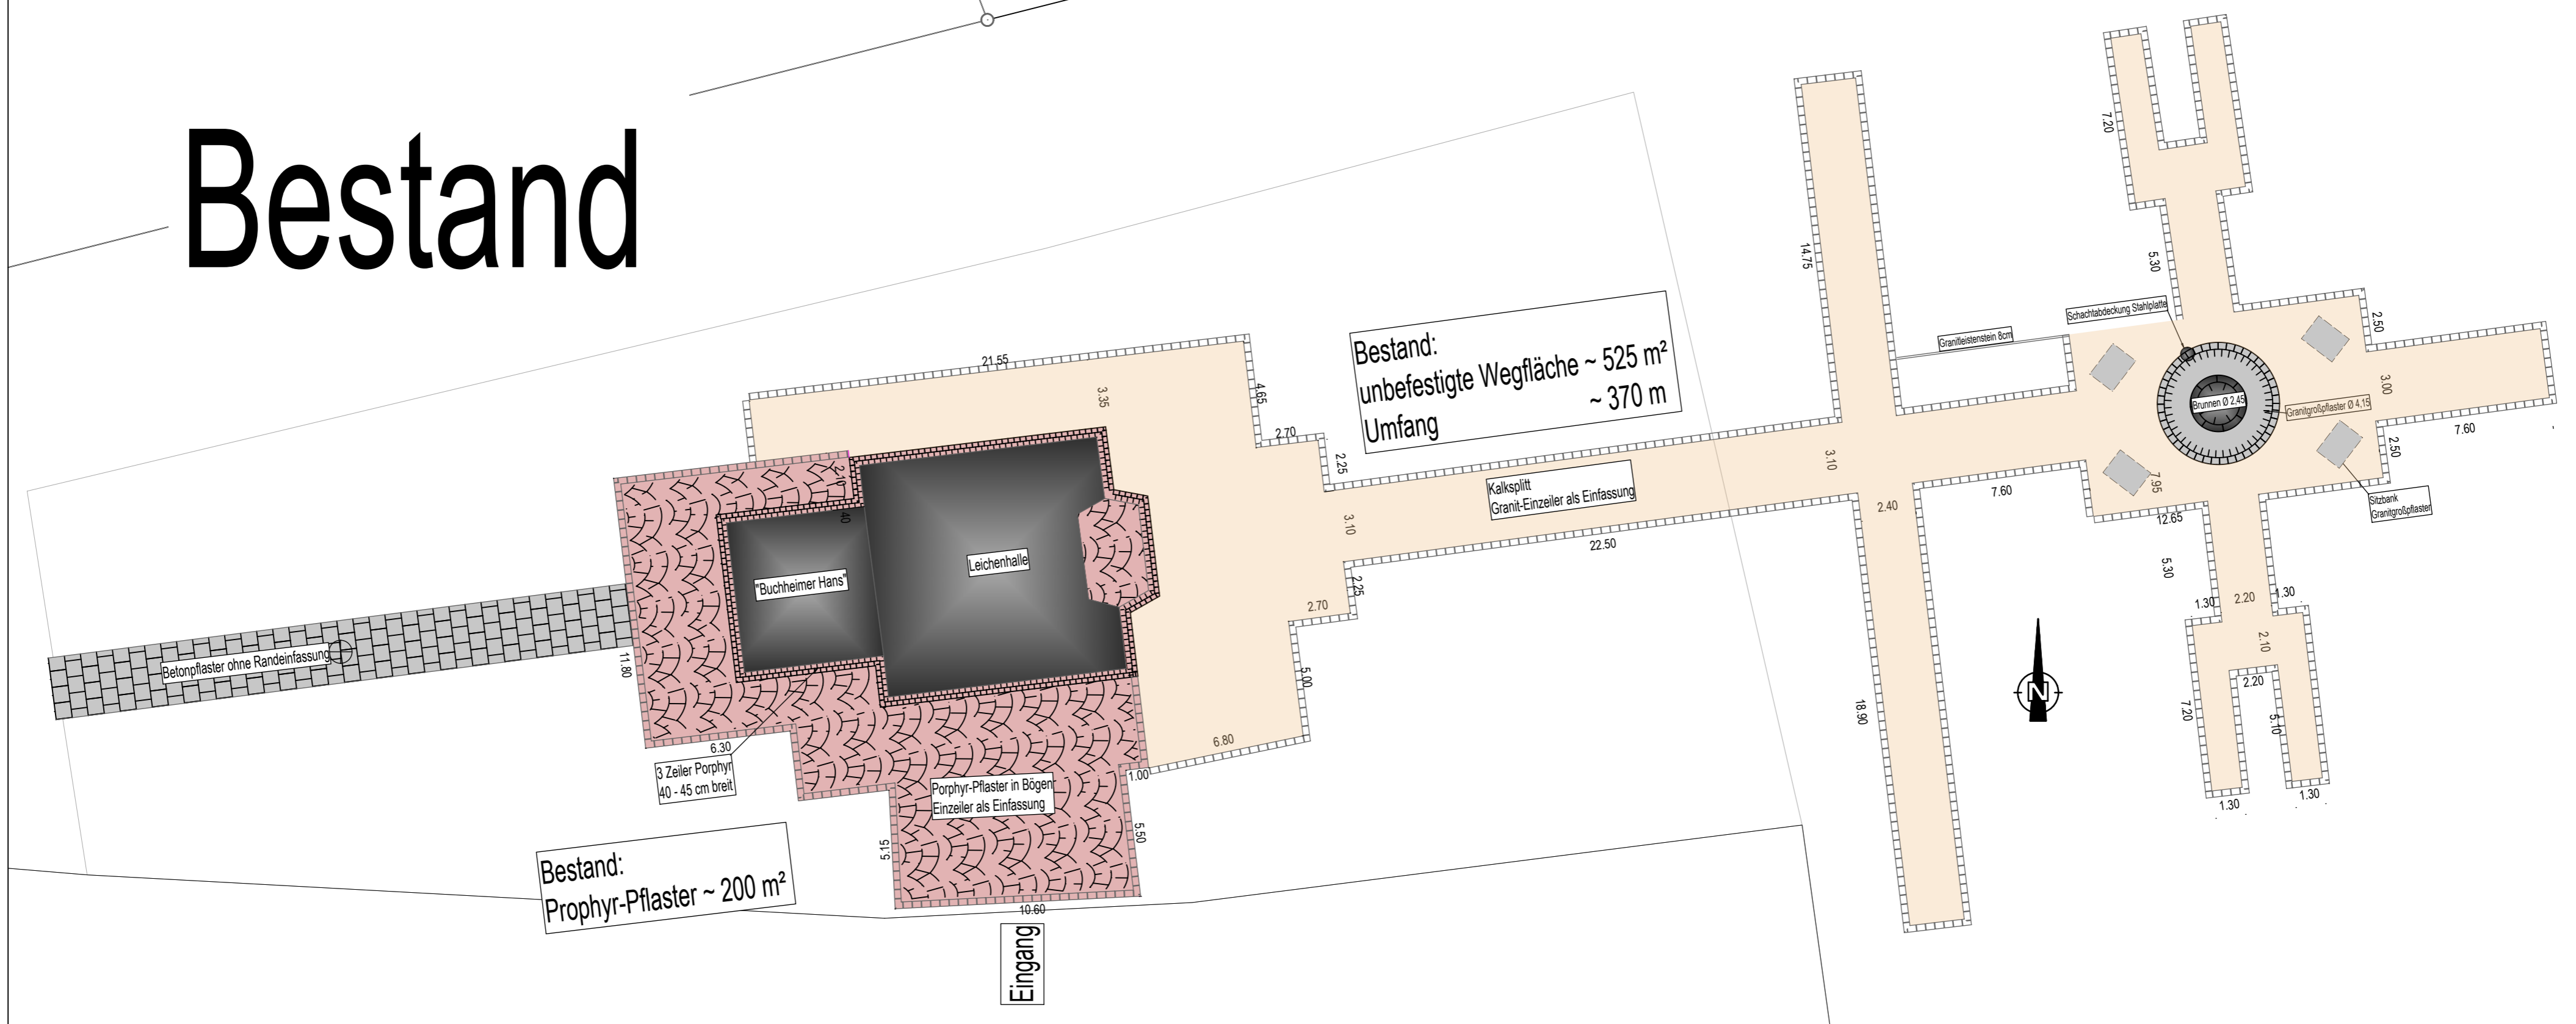 Bestand
7.20
14.75
5.30
Schachtabdeckung Stahlplatte
Granitleistenstein 8cm
2.50
Bestand:
unbefestigte Wegfläche ~ 525 m²
Umfang ~ 370 m
21.55
3.35
4.65
3.00
Brunnen Ø 2,45
Granitgroßpflaster Ø 4,15
7.60
2.70
2.25
3.10
2.50
2.10
40
Kalksplitt
Granit-Einzeiler als Einfassung
7.95
Sitzbank
Granitgroßpflaster
7.60
2.40
12.65
3.10
22.50
Leichenhalle
"Buchheimer Hans"
5.30
2.25
2.70
1.30
2.20
1.30
2.10
Betonpflaster ohne Randeinfassung
11.80
5.00
N
2.20
7.20
5.10
18.90
6.30
6.80
3 Zeiler Porphyr
40 - 45 cm breit
1.00
Porphyr-Pflaster in Bögen
Einzeiler als Einfassung
1.30
1.30
5.15
5.50
Bestand:
Prophyr-Pflaster ~ 200 m²
10.60
Eingang